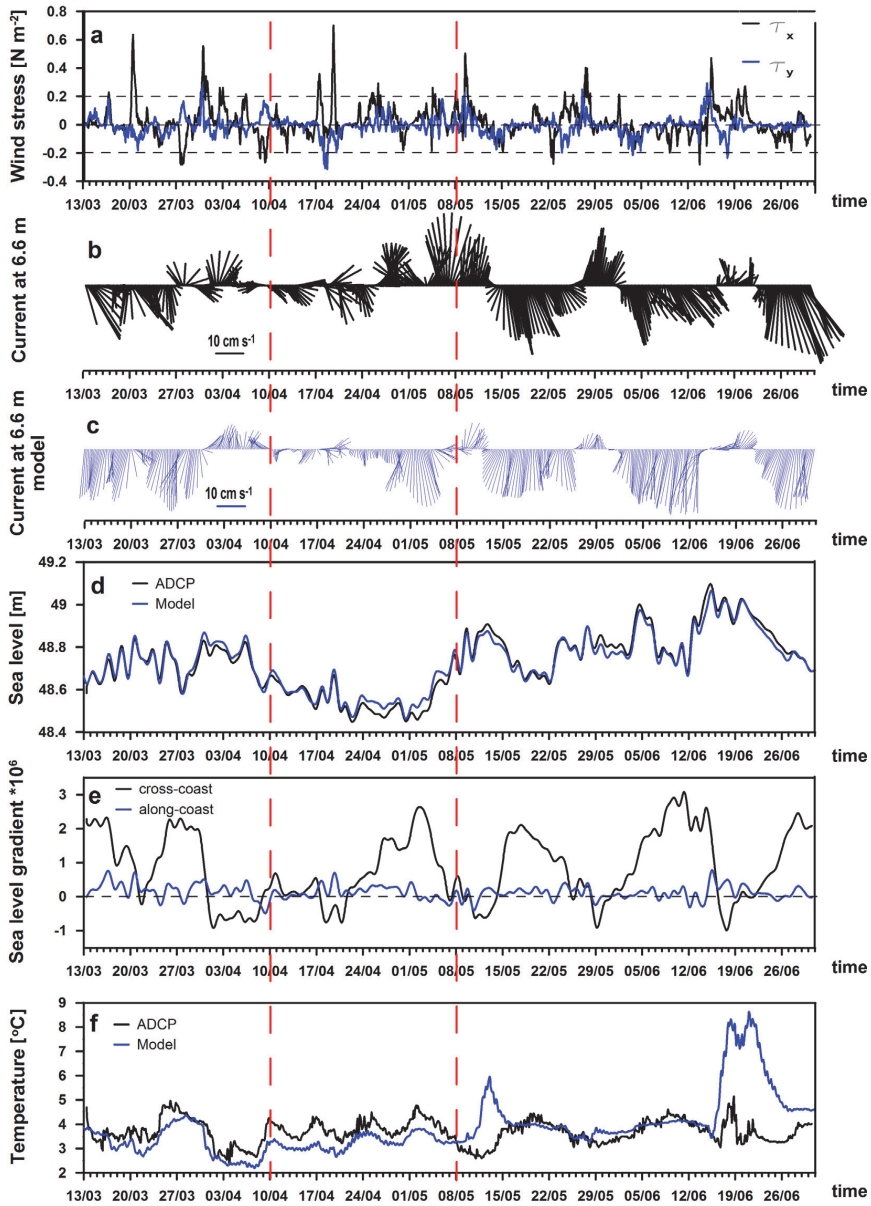 a
Wind stress [N m⁻²]
τx
τy
0.8
0.6
0.4
0.2
0
-0.2
-0.4
13/03 20/03 27/03 03/04 10/04 17/04 24/04 01/05 08/05 15/05 22/05 29/05 05/06 12/06 19/06 26/06 time
b
Current at 6.6 m
10 cm s⁻¹
13/03 20/03 27/03 03/04 10/04 17/04 24/04 01/05 08/05 15/05 22/05 29/05 05/06 12/06 19/06 26/06 time
c
Current at 6.6 m
model
10 cm s⁻¹
13/03 20/03 27/03 03/04 10/04 17/04 24/04 01/05 08/05 15/05 22/05 29/05 05/06 12/06 19/06 26/06 time
d
Sea level [m]
ADCP
Model
49.2
49
48.8
48.6
48.4
13/03 20/03 27/03 03/04 10/04 17/04 24/04 01/05 08/05 15/05 22/05 29/05 05/06 12/06 19/06 26/06 time
e
Sea level gradient *10⁶
cross-coast
along-coast
3
2
1
0
-1
13/03 20/03 27/03 03/04 10/04 17/04 24/04 01/05 08/05 15/05 22/05 29/05 05/06 12/06 19/06 26/06 time
f
Temperature [ºC]
ADCP
Model
9
8
7
6
5
4
3
2
13/03 20/03 27/03 03/04 10/04 17/04 24/04 01/05 08/05 15/05 22/05 29/05 05/06 12/06 19/06 26/06 time